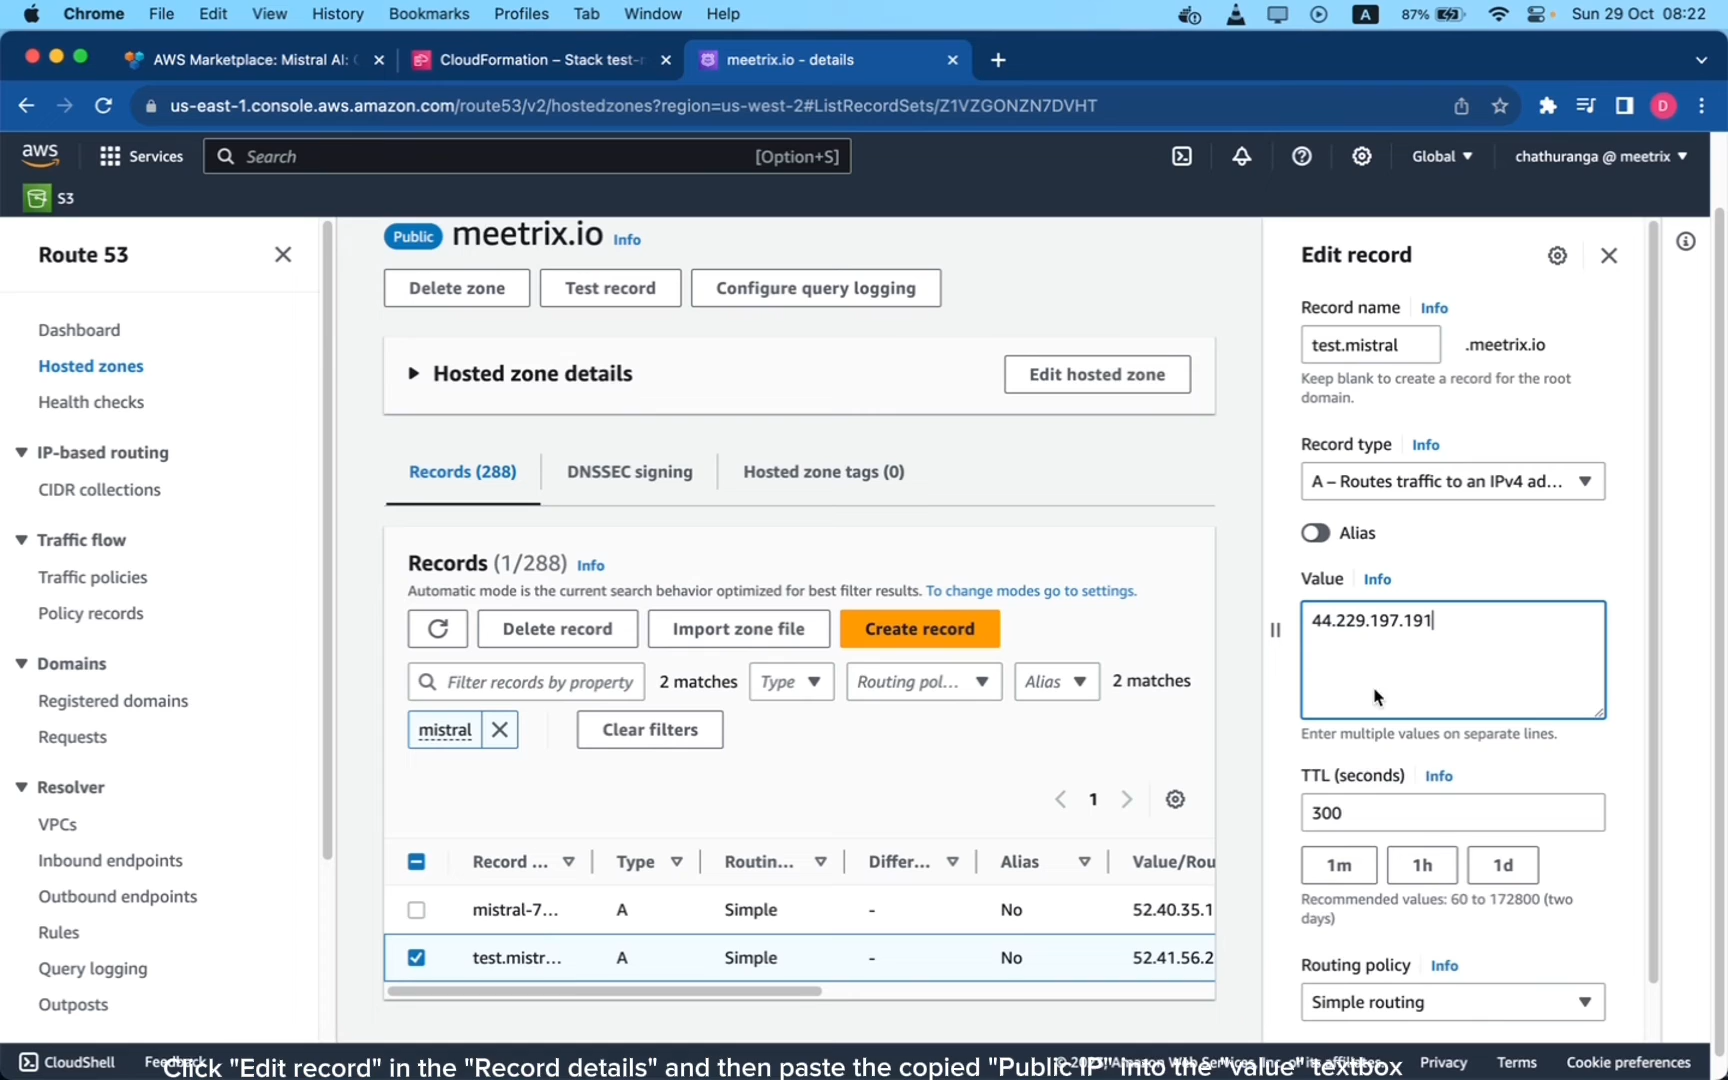 Chrome File Edit View History Bookmarks Profiles Tab Window Help
A 87% Sun 29 Oct 08:22
AWS Marketplace: Mistral AI:
CloudFormation – Stack test-
meetrix.io - details
us-east-1.console.aws.amazon.com/route53/v2/hostedzones?region=us-west-2#ListRecordSets/Z1VZGONZN7DVHT
D
aws Services Search [Option+S] Global chathuranga @ meetrix
S3
Route 53
Dashboard
Hosted zones
Health checks
IP-based routing
CIDR collections
Traffic flow
Traffic policies
Policy records
Domains
Registered domains
Requests
Resolver
VPCs
Inbound endpoints
Outbound endpoints
Rules
Query logging
Outposts
Public meetrix.io Info
Delete zone Test record Configure query logging
Hosted zone details Edit hosted zone
Records (288) DNSSEC signing Hosted zone tags (0)
Records (1/288) Info
Automatic mode is the current search behavior optimized for best filter results. To change modes go to settings.
Delete record Import zone file Create record
Filter records by property 2 matches Type Routing pol... Alias 2 matches
mistral Clear filters
1
Record ... Type Routin... Differ... Alias Value/Rou
mistral-7... A Simple - No 52.40.35.1
test.mistr... A Simple - No 52.41.56.2
Edit record
Record name Info
test.mistral .meetrix.io
Keep blank to create a record for the root
domain.
Record type Info
A – Routes traffic to an IPv4 ad...
Alias
Value Info
44.229.197.191
Enter multiple values on separate lines.
TTL (seconds) Info
300
1m 1h 1d
Recommended values: 60 to 172800 (two
days)
Routing policy Info
Simple routing
CloudShell Feedback © 2023, Amazon Web Services, Inc. or its affiliates. Privacy Terms Cookie preferences
Click "Edit record" in the "Record details" and then paste the copied "Public IP" into the "value" textbox